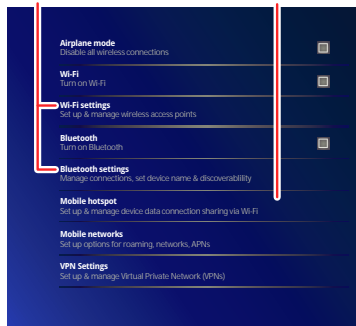 Airplane mode
Disable all wireless connections
Wi-Fi
Turn on Wi-Fi
Wi-Fi settings
Set up & manage wireless access points
Bluetooth
Turn on Bluetooth
Bluetooth settings
Manage connections, set device name & discoverablility
Mobile hotspot
Set up & manage device data connection sharing via Wi-Fi
Mobile networks
Set up options for roaming, networks, APNs
VPN Settings
Set up & manage Virtual Private Network (VPNs)